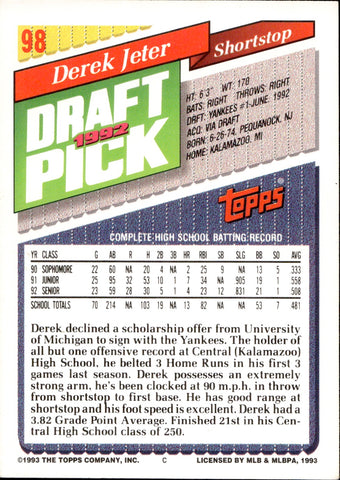 98
Derek Jeter
Shortstop
DRAFT
1992
PICK
HT: 6'3" WT: 178
BATS: RIGHT THROWS: RIGHT
DRFT: YANKEES #1-JUNE, 1992
ACQ: VIA DRAFT
BORN: 6-26-74, PEQUANOCK, NJ
HOME: KALAMAZOO, MI
TOPPS
COMPLETE HIGH SCHOOL BATTING RECORD
YR CLASS G AB R H 2B 3B HR RBI SB SLG BB SO AVG
90 SOPHOMORE 22 60 NA 20 4 NA 2 25 9 NA 13 5 .333
91 JUNIOR 25 95 32 53 10 1 7 34 NA .905 19 1 .558
92 SENIOR 23 59 28 30 5 0 4 23 12 .831 21 1 .508
SCHOOL TOTALS 70 214 NA 103 19 NA 13 82 NA NA 53 7 .481
Derek declined a scholarship offer from University
of Michigan to sign with the Yankees. The holder of
all but one offensive record at Central (Kalamazoo)
High School, he belted 3 Home Runs in his first 3
games last season. Derek possesses an extremely
strong arm, he's been clocked at 90 m.p.h. in throw
from shortstop to first base. He has good range at
shortstop and his foot speed is excellent. Derek had a
3.82 Grade Point Average. Finished 21st in his Cen-
tral High School class of 250.
©1993 THE TOPPS COMPANY, INC. C LICENSED BY MLB & MLBPA, 1993